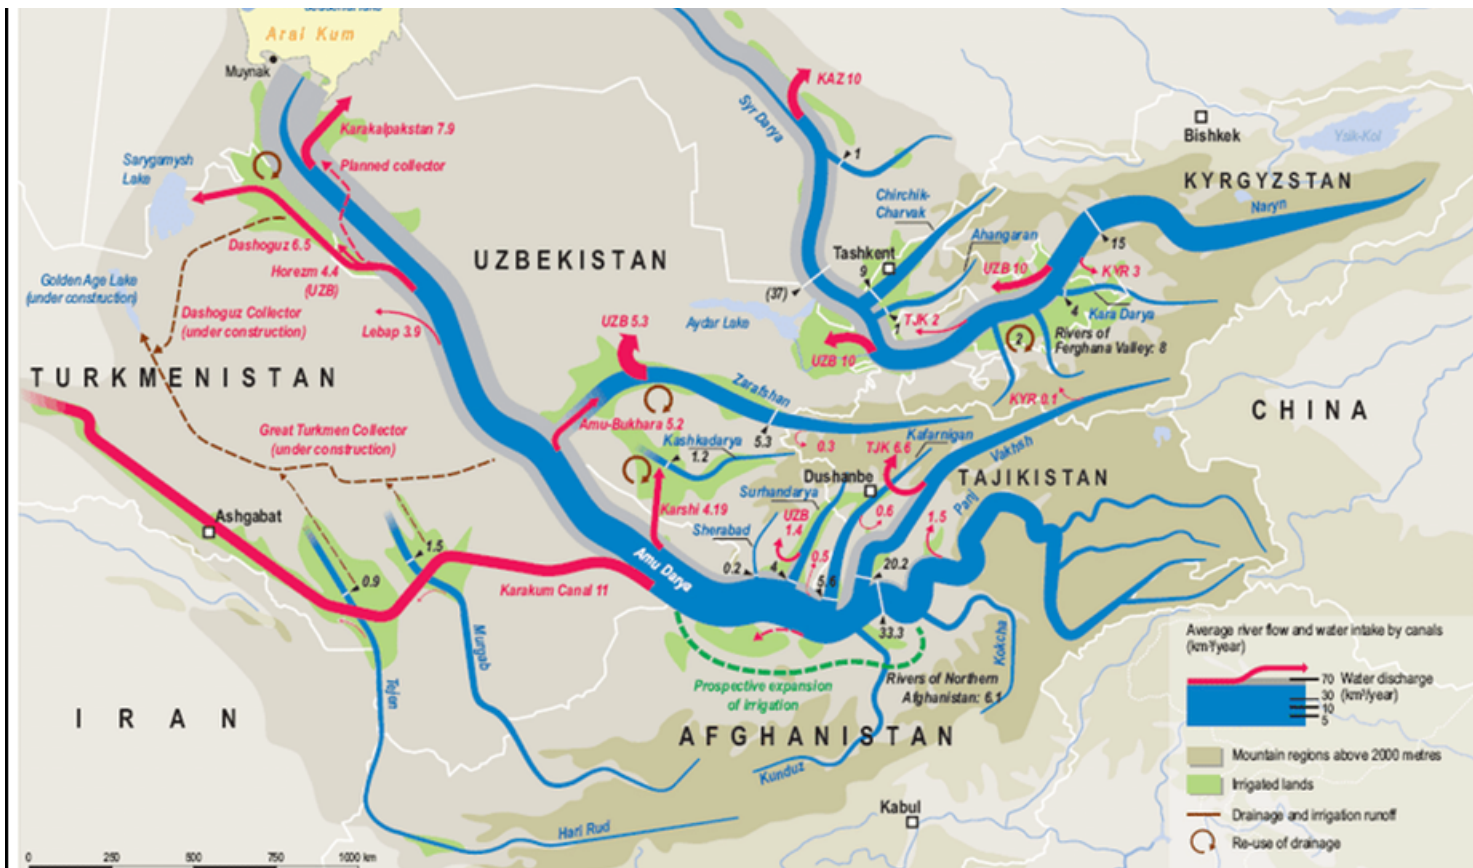 Aral Kum
Muynak
Karakalpakstan 7.9
Planned collector
Sarygamysh
Lake
Dashoguz 6.5
Horezm 4.4
(UZB)
Golden Age Lake
(under construction)
Dashoguz Collector
(under construction)
Lebap 3.9
TURKMENISTAN
UZBEKISTAN
Great Turkmen Collector
(under construction)
Ashgabat
0.9
1.5
Karakum Canal 11
Murgab
Tejen
IRAN
Hari Rud
KAZ 10
Syr Darya
1
Chirchik-
Charvak
Ahangaran
Tashkent
9
(37)
1
Aydar Lake
UZB 10
TJK 2
UZB 10
KYR 3
15
Bishkek
Ysik-Kol
KYRGYZSTAN
Naryn
4
Kara Darya
2
Rivers of
Ferghana Valley: 8
KYR 0.1
CHINA
UZB 5.3
Zarafshan
5.3
0.3
Amu-Bukhara 5.2
Kashkadarya
1.2
Karshi 4.19
TJK 6.6
Kafarnigan
Vakhsh
Dushanbe
TAJIKISTAN
Surhandarya
UZB
1.4
0.6
Panj
1.5
Sherabad
0.5
0.2
4
5.6
20.2
33.3
Amu Darya
Kokcha
Prospective expansion
of irrigation
Rivers of Northern
Afghanistan: 6.1
AFGHANISTAN
Kunduz
Kabul
Average river flow and water intake by canals
(km³/year)
70 Water discharge
30 (km³/year)
10
5
Mountain regions above 2000 metres
Irrigated lands
Drainage and irrigation runoff
Re-use of drainage
0 250 500 750 1000 km